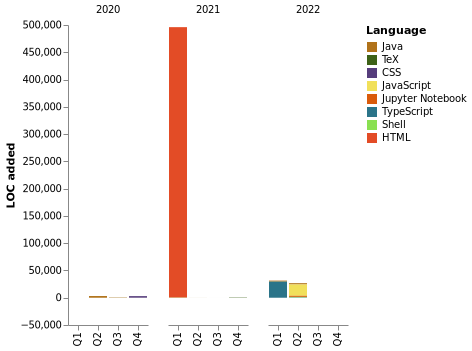 2020 2021 2022
LOC added
500,000
450,000
400,000
350,000
300,000
250,000
200,000
150,000
100,000
50,000
0
−50,000
Q1 Q2 Q3 Q4 Q1 Q2 Q3 Q4 Q1 Q2 Q3 Q4
Language
Java
TeX
CSS
JavaScript
Jupyter Notebook
TypeScript
Shell
HTML